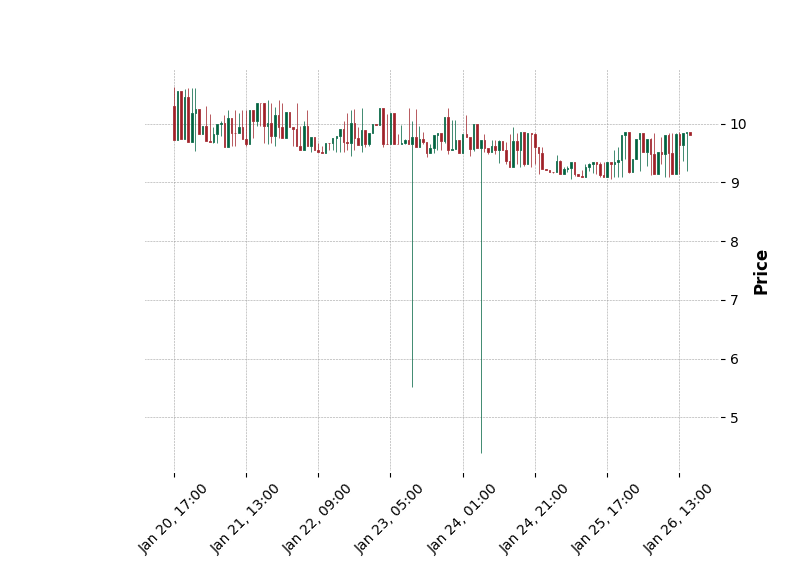 10
9
8
7
6
5
Price
Jan 20, 17:00
Jan 21, 13:00
Jan 22, 09:00
Jan 23, 05:00
Jan 24, 01:00
Jan 24, 21:00
Jan 25, 17:00
Jan 26, 13:00